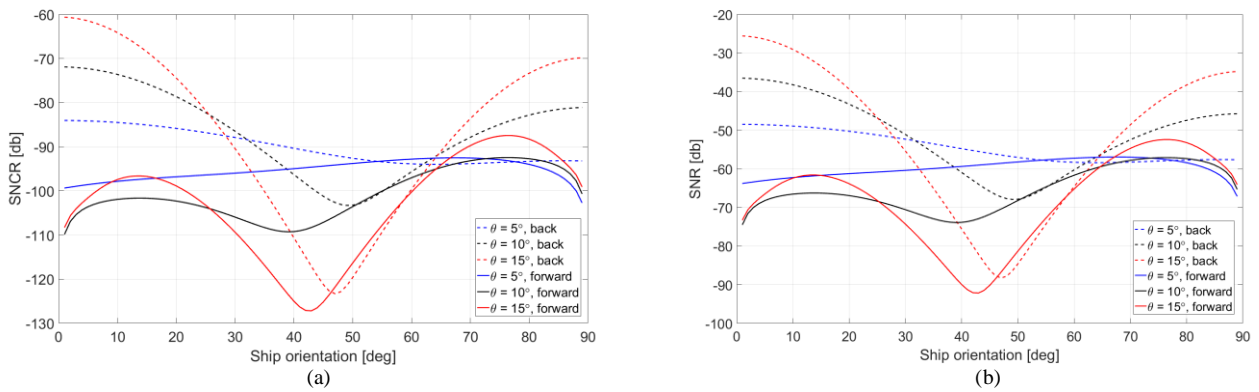 SNCR [db]
-60
-70
-80
-90
-100
-110
-120
-130
0 10 20 30 40 50 60 70 80 90
Ship orientation [deg]
θ = 5°, back
θ = 10°, back
θ = 15°, back
θ = 5°, forward
θ = 10°, forward
θ = 15°, forward
(a)
SNR [db]
-20
-30
-40
-50
-60
-70
-80
-90
-100
0 10 20 30 40 50 60 70 80 90
Ship orientation [deg]
θ = 5°, back
θ = 10°, back
θ = 15°, back
θ = 5°, forward
θ = 10°, forward
θ = 15°, forward
(b)